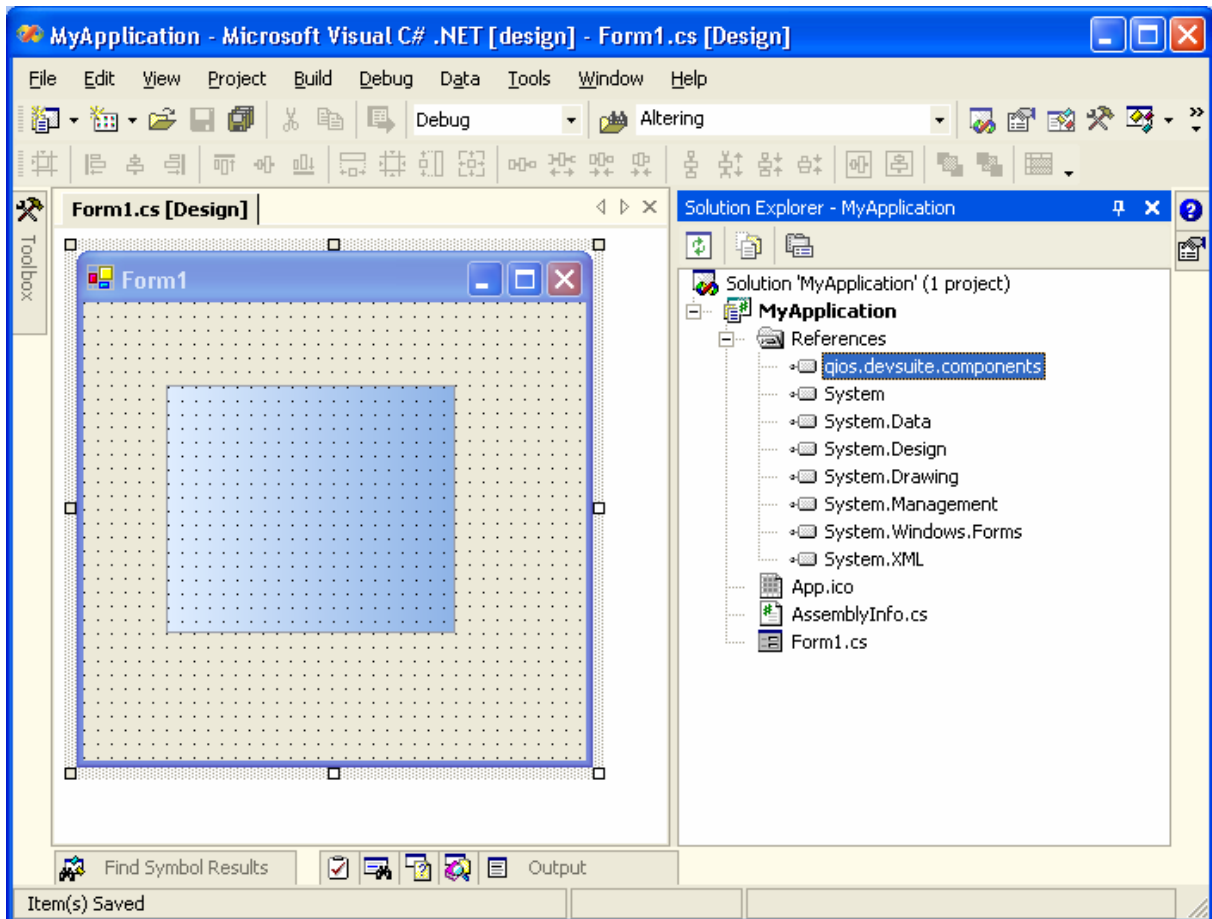 MyApplication - Microsoft Visual C# .NET [design] - Form1.cs [Design]
File Edit View Project Build Debug Data Tools Window Help
Debug Altering
Form1.cs [Design]
Solution Explorer - MyApplication
Toolbox
Form1
Solution 'MyApplication' (1 project)
MyApplication
References
qios.devsuite.components
System
System.Data
System.Design
System.Drawing
System.Management
System.Windows.Forms
System.XML
App.ico
AssemblyInfo.cs
Form1.cs
Find Symbol Results Output
Item(s) Saved